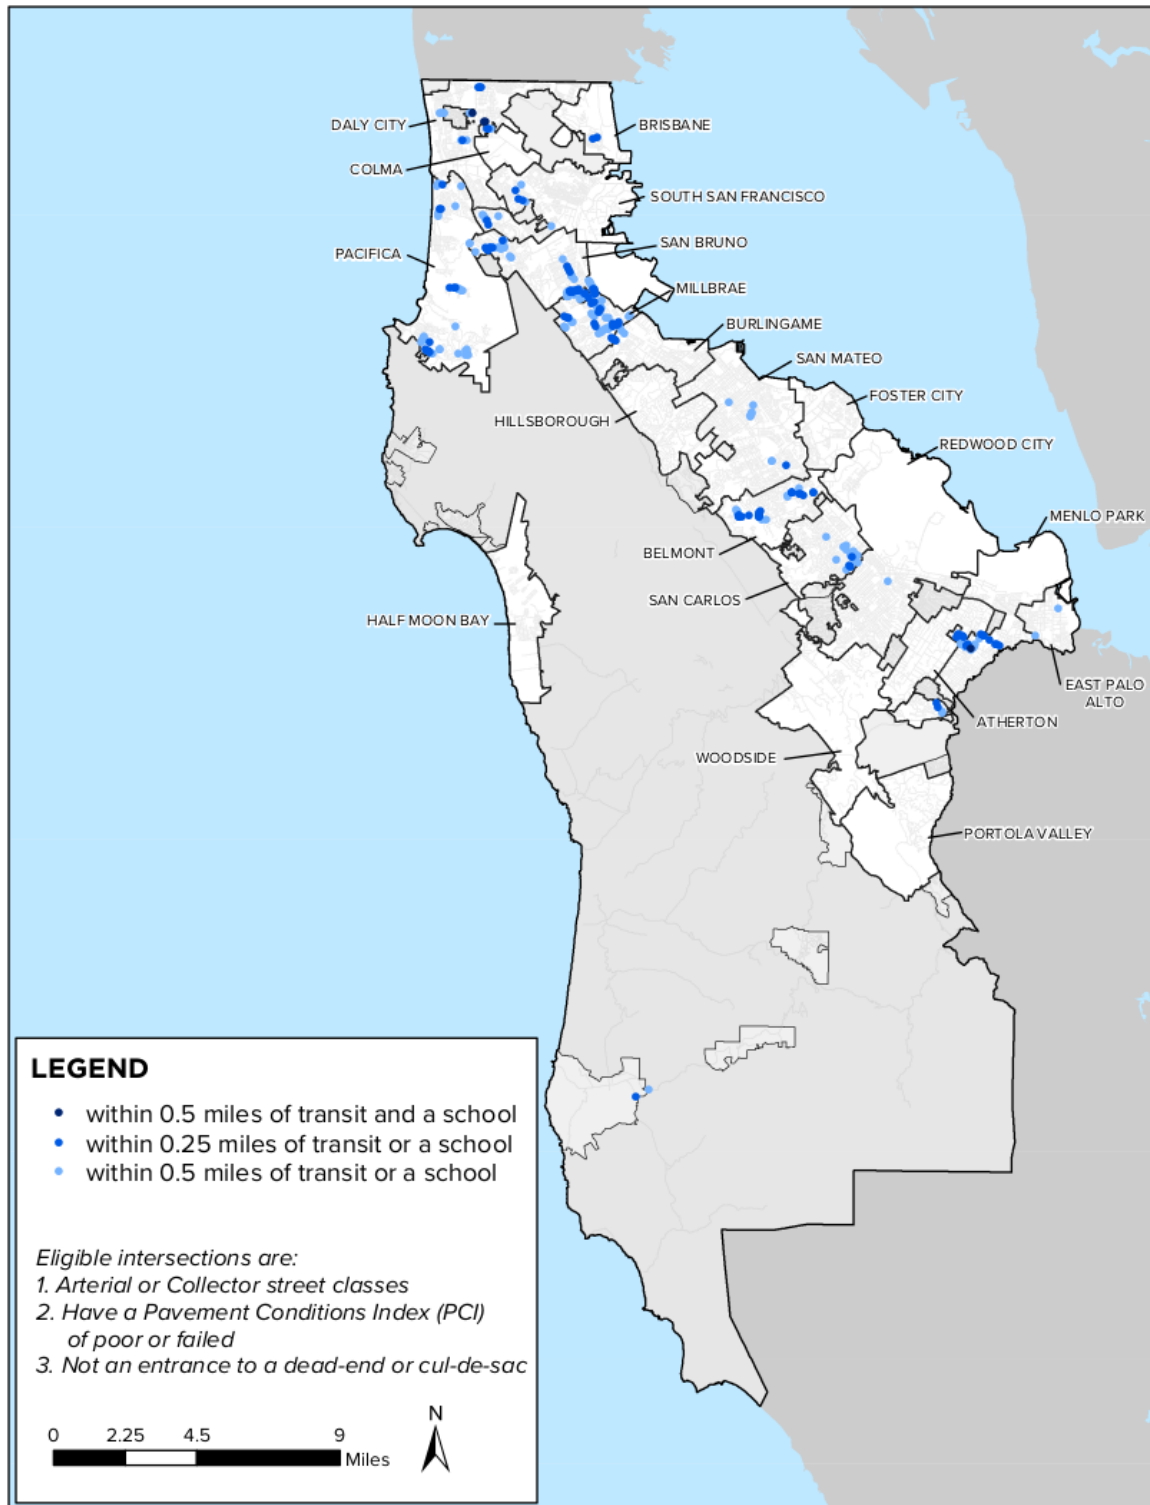 DALY CITY
BRISBANE
COLMA
SOUTH SAN FRANCISCO
SAN BRUNO
PACIFICA
MILLBRAE
BURLINGAME
SAN MATEO
FOSTER CITY
HILLSBOROUGH
REDWOOD CITY
MENLO PARK
BELMONT
SAN CARLOS
HALF MOON BAY
EAST PALO
ALTO
ATHERTON
WOODSIDE
PORTOLA VALLEY
LEGEND
within 0.5 miles of transit and a school
within 0.25 miles of transit or a school
within 0.5 miles of transit or a school
Eligible intersections are:
1. Arterial or Collector street classes
2. Have a Pavement Conditions Index (PCI)
of poor or failed
3. Not an entrance to a dead-end or cul-de-sac
N
0 2.25 4.5 9
Miles